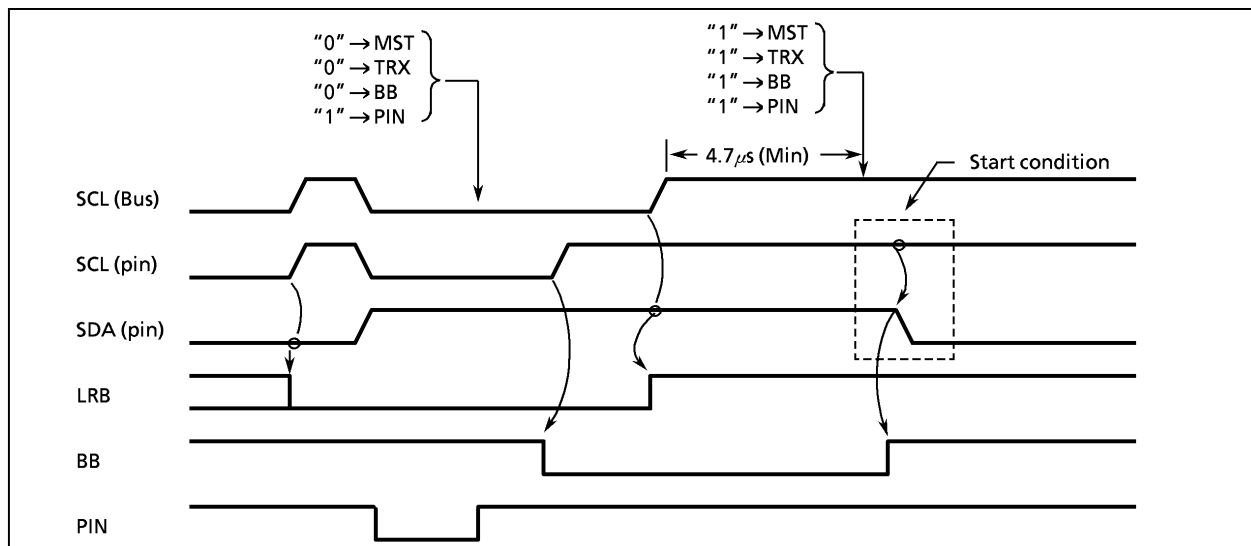 “0” → MST
“0” → TRX
“0” → BB
“1” → PIN
“1” → MST
“1” → TRX
“1” → BB
“1” → PIN
4.7μs (Min)
Start condition
SCL (Bus)
SCL (pin)
SDA (pin)
LRB
BB
PIN